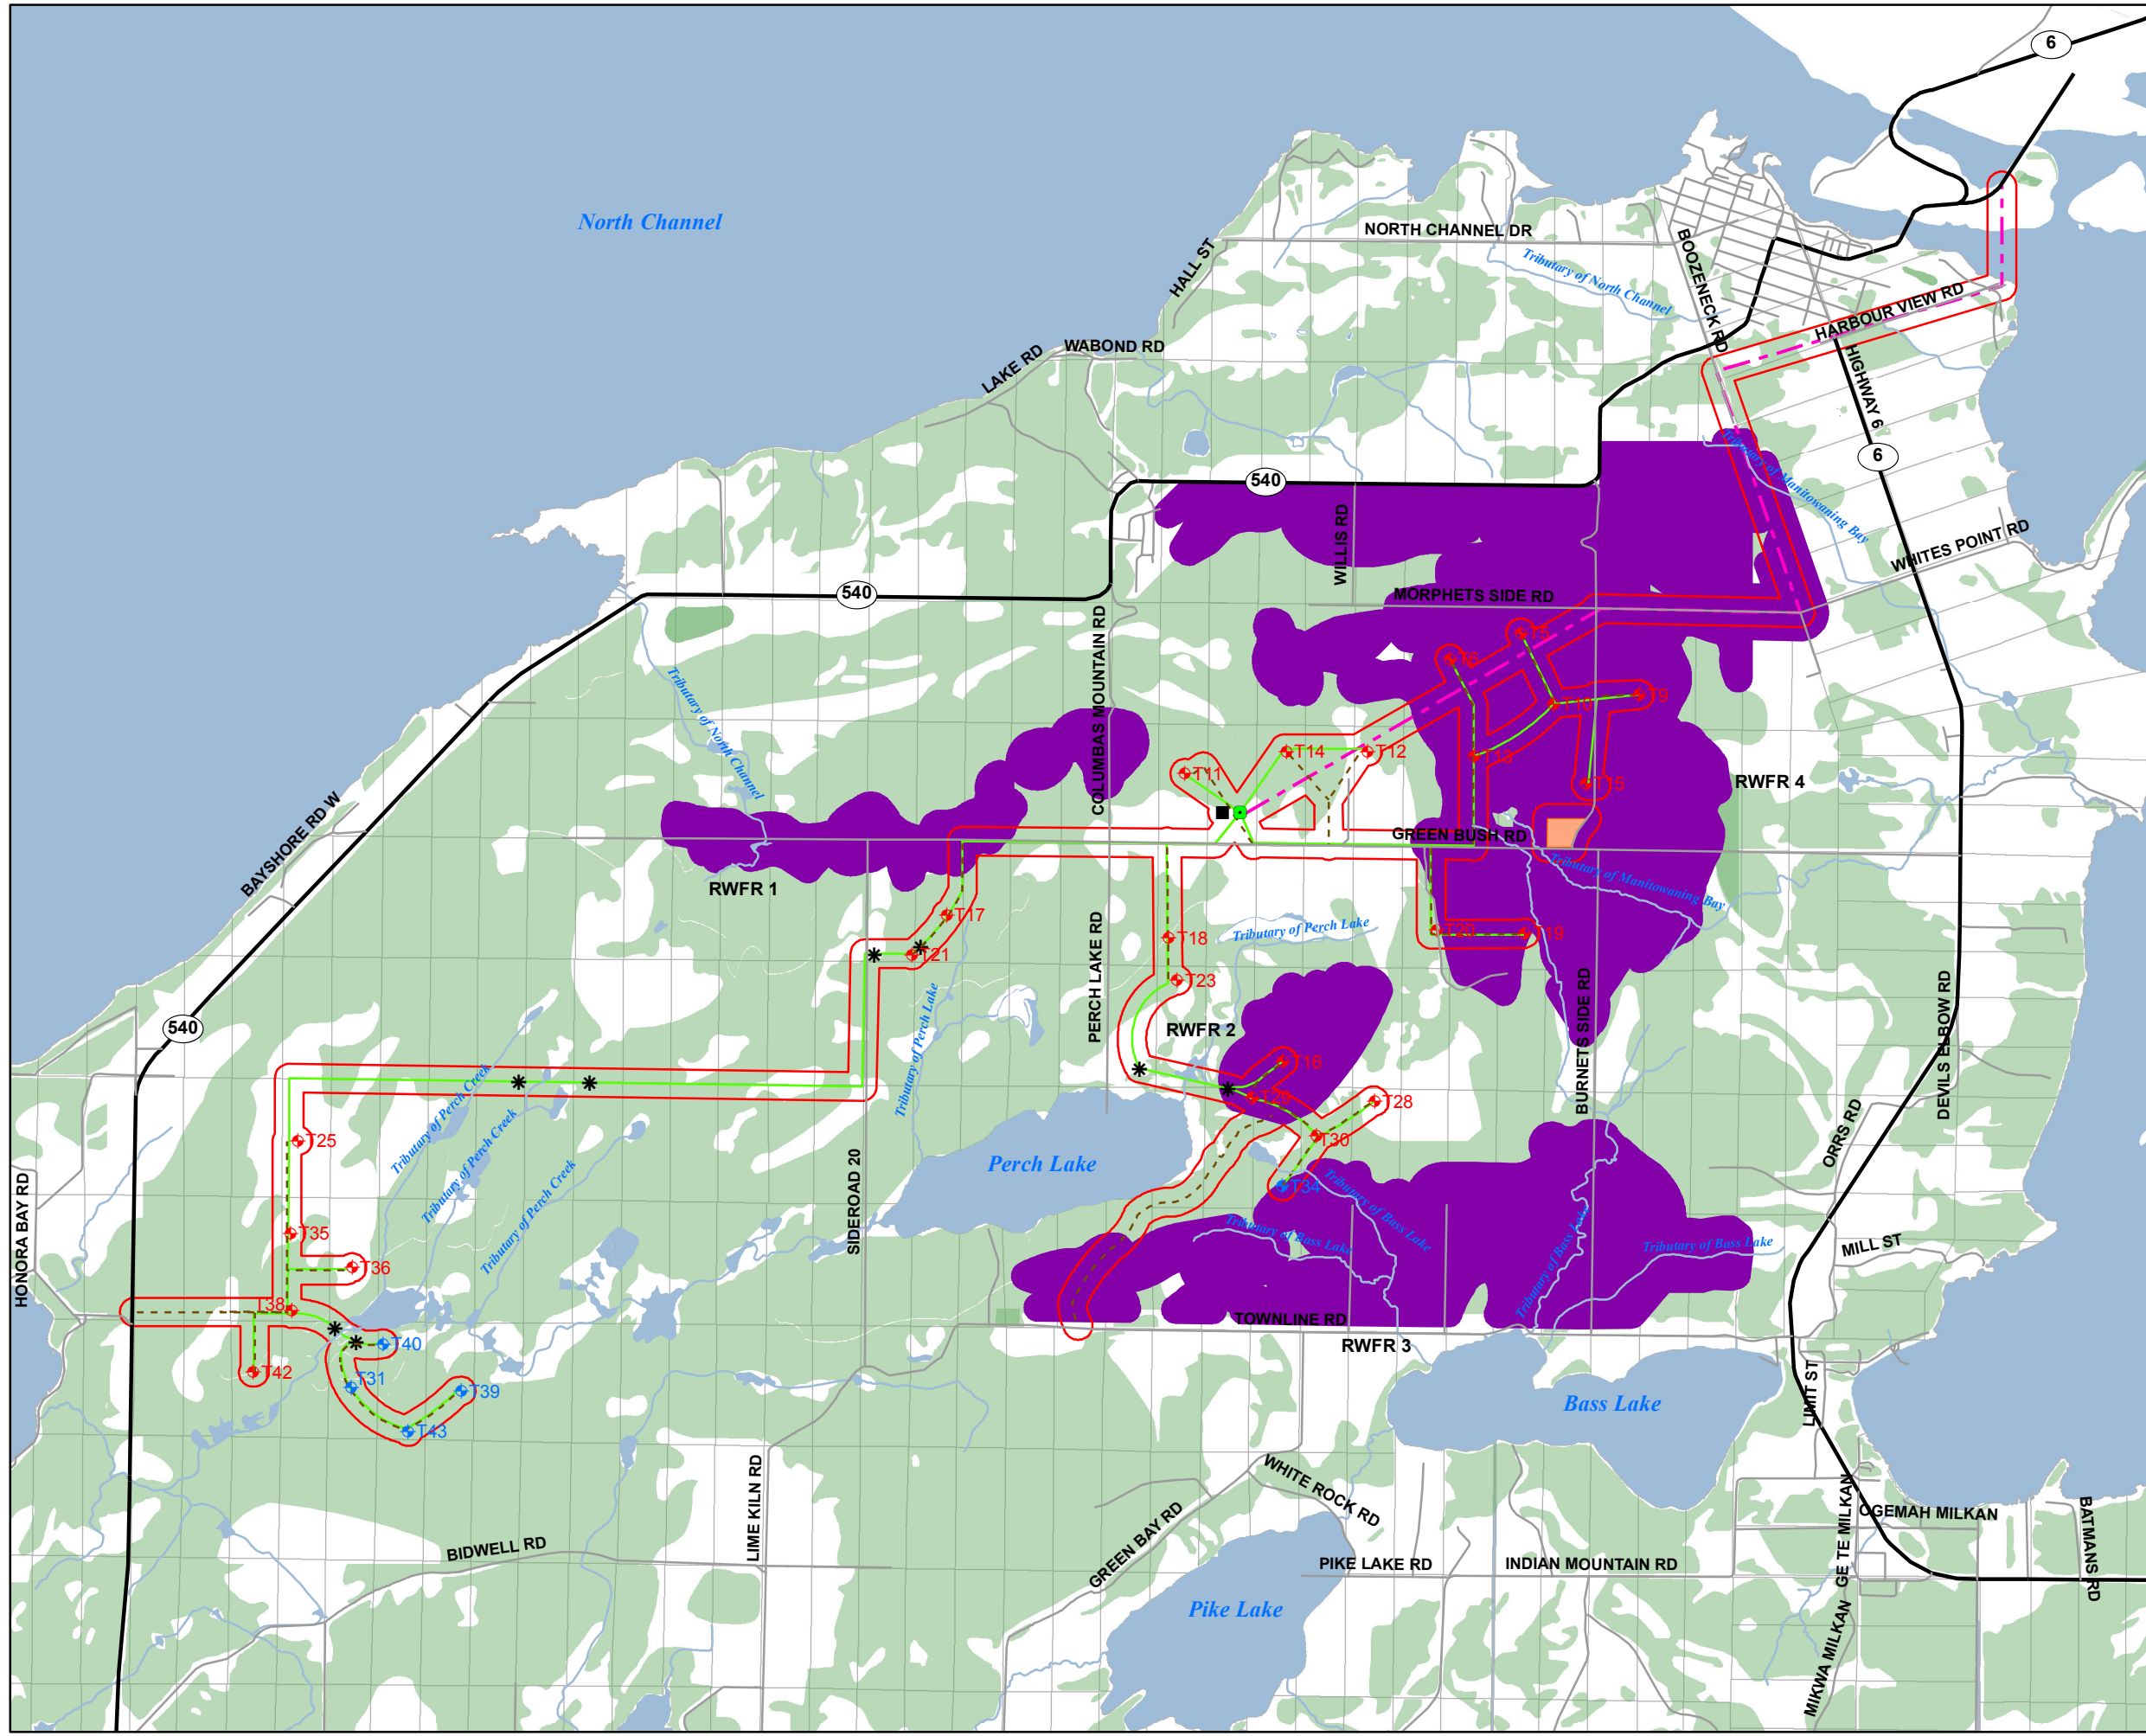 6
North Channel
NORTH CHANNEL DR
BOOZENECK RD
HALL ST
Tributary of North Channel
HARBOUR VIEW RD
WABOND RD
LAKE RD
HIGHWAY 6
6
540
Tributary of Manitowaning Bay
WILLIS RD
WHITES POINT RD
540
MORPHETS SIDE RD
COLUMBAS MOUNTAIN RD
T5
T6
Tributary of North Channel
T9
T10
T14
T12
T13
T11
T15
RWFR 4
BAYSHORE RD W
GREEN BUSH RD
RWFR 1
Tributary of Manitowaning Bay
T17
Tributary of Perch Lake
T18
T20
T19
T21
PERCH LAKE RD
T23
540
RWFR 2
BURNETS SIDE RD
DEVILS ELBOW RD
Tributary of Perch Lake
T16
T29
T28
Tributary of Perch Creek
T25
T30
ORRS RD
Tributary of Perch Creek
Perch Lake
T34
Tributary of Bass Lake
HONORA BAY RD
Tributary of Perch Creek
SIDEROAD 20
T35
Tributary of Bass Lake
Tributary of Bass Lake
Tributary of Bass Lake
MILL ST
T36
T38
TOWNLINE RD
RWFR 3
T40
T42
T31
T39
LIMIT ST
Bass Lake
T43
WHITE ROCK RD
LIME KILN RD
GREEN BAY RD
OGEMAH MILKAN
GE TE MILKAN
BATMANS RD
BIDWELL RD
PIKE LAKE RD
INDIAN MOUNTAIN RD
Pike Lake
MIKWA MILKAN